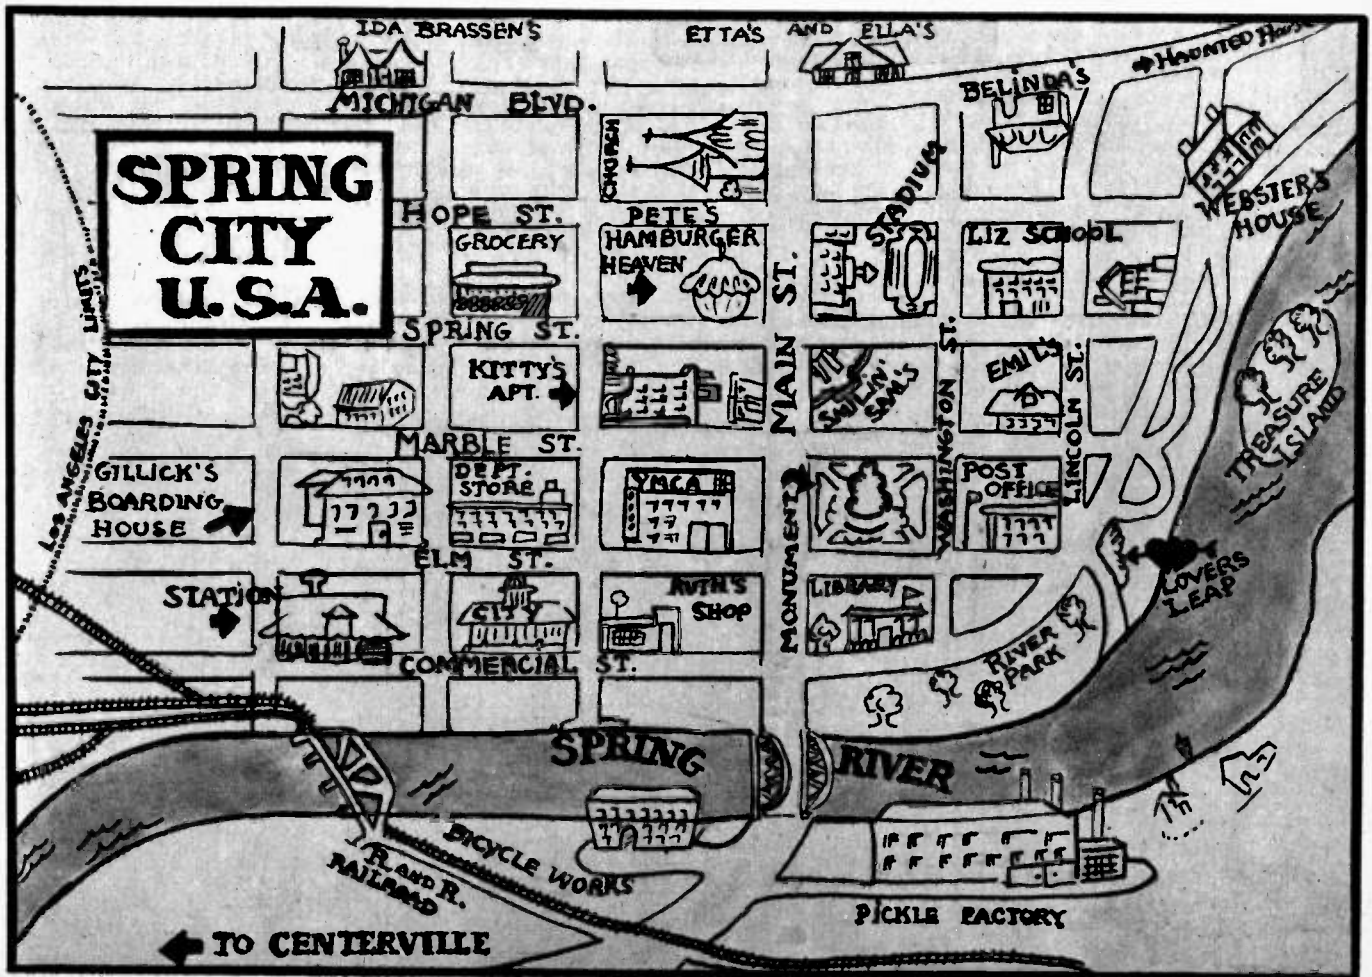 IDA BRASSEN'S
ETTA'S AND ELLA'S
➡HAUNTED House
BELINDA'S
MICHIGAN BLVD.
CHURCH
SPRING
CITY
U.S.A.
HOPE ST.
PETE'S
HAMBURGER
HEAVEN
GROCERY
STADIUM
LIZ SCHOOL
WEBSTER'S
HOUSE
MAIN ST.
SPRING ST.
LOS ANGELES CITY LIMITS
KITTY'S
APT.
SMILIN'
SAM'S
WASHINGTON ST.
EMIL'S
LINCOLN ST.
TREASURE
ISLAND
MARBLE ST.
GILLICK'S
BOARDING
HOUSE
DEPT.
STORE
YMCA
MONUMENT
POST
OFFICE
ELM ST.
LOVERS
LEAP
STATION
CITY
RUTH'S
SHOP
LIBRARY
RIVER
PARK
COMMERCIAL ST.
SPRING RIVER
BICYCLE WORKS
R. AND R.
RAILROAD
PICKLE FACTORY
TO CENTERVILLE